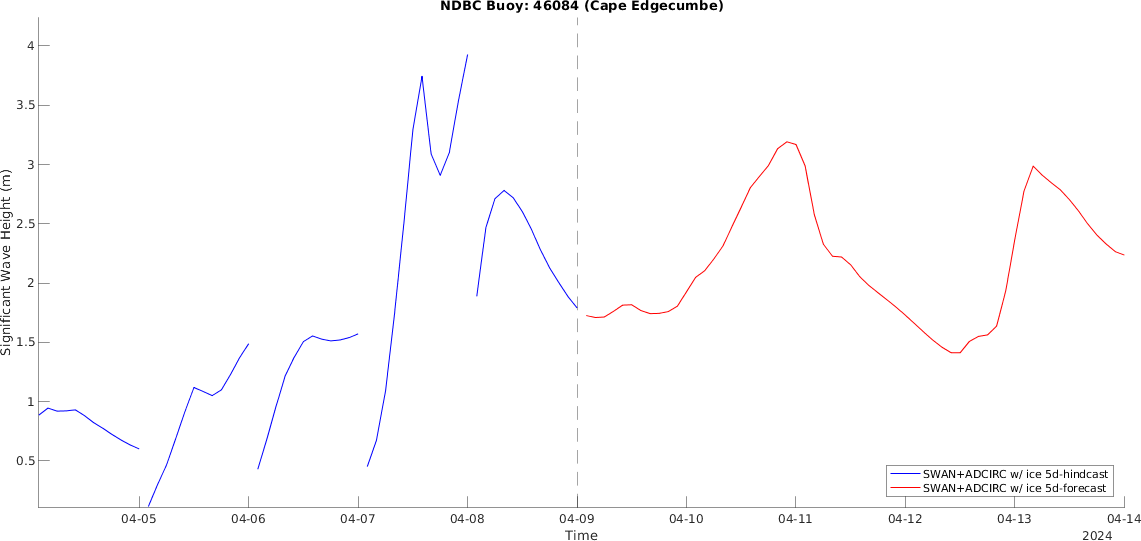 NDBC Buoy: 46084 (Cape Edgecumbe)
Significant Wave Height (m)
4
3.5
3
2.5
2
1.5
1
0.5
SWAN+ADCIRC w/ ice 5d-hindcast
SWAN+ADCIRC w/ ice 5d-forecast
04-05 04-06 04-07 04-08 04-09 04-10 04-11 04-12 04-13 04-14
Time
2024